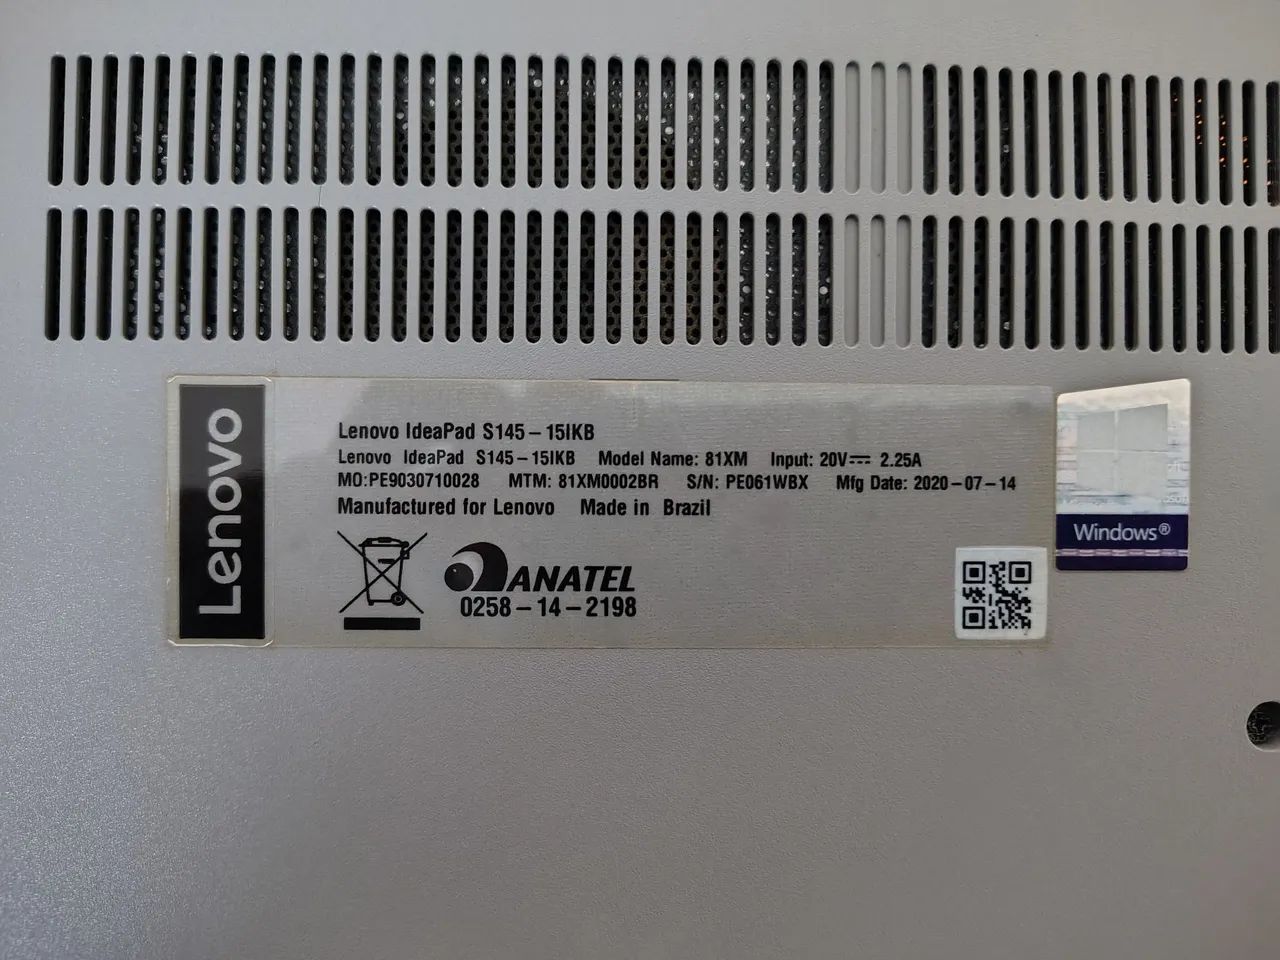 Lenovo
Lenovo IdeaPad S145-15IKB
Lenovo IdeaPad S145-15IKB Model Name: 81XM Input: 20V⎓ 2.25A
MO:PE9030710028 MTM: 81XM0002BR S/N: PE061WBX Mfg Date: 2020-07-14
Manufactured for Lenovo Made in Brazil
ANATEL
0258-14-2198
Windows®